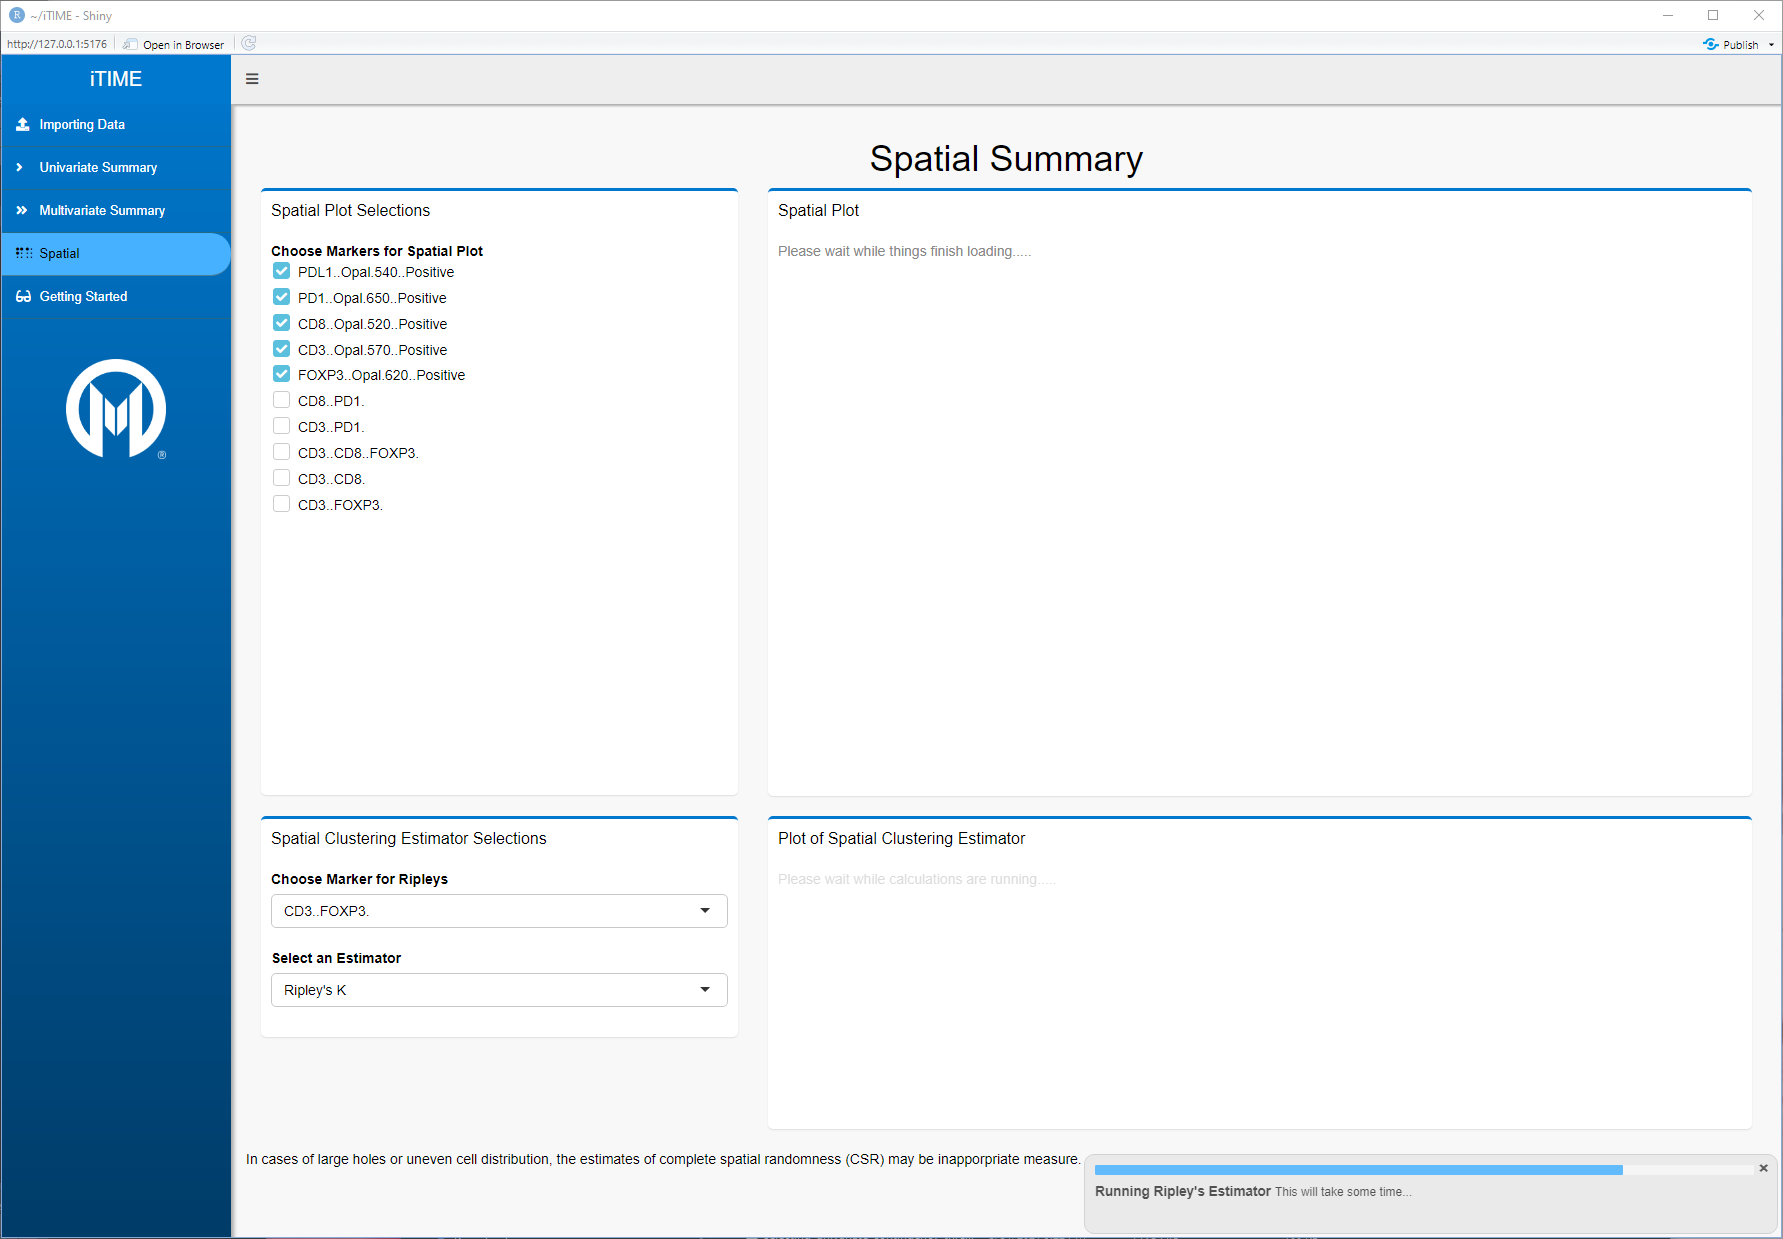 ~/iTIME - Shiny
http://127.0.0.1:5176
Open in Browser
Publish
iTIME
Importing Data
Univariate Summary
Multivariate Summary
Spatial
Getting Started
®
Spatial Summary
Spatial Plot Selections
Choose Markers for Spatial Plot
PDL1..Opal.540..Positive
PD1..Opal.650..Positive
CD8..Opal.520..Positive
CD3..Opal.570..Positive
FOXP3..Opal.620..Positive
CD8..PD1.
CD3..PD1.
CD3..CD8..FOXP3.
CD3..CD8.
CD3..FOXP3.
Spatial Plot
Please wait while things finish loading.....
Spatial Clustering Estimator Selections
Choose Marker for Ripleys
CD3..FOXP3.
Select an Estimator
Ripley's K
Plot of Spatial Clustering Estimator
Please wait while calculations are running.....
In cases of large holes or uneven cell distribution, the estimates of complete spatial randomness (CSR) may be inapporpriate measure.
Running Ripley's Estimator This will take some time...